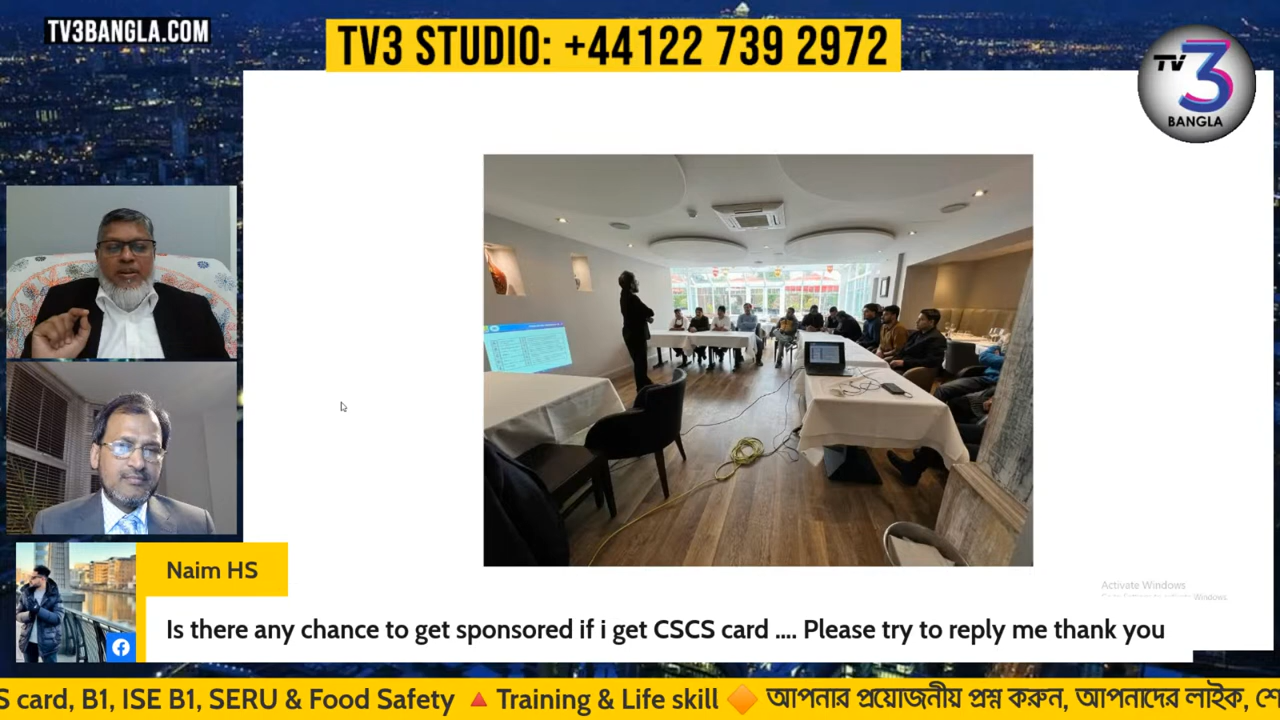 TV3BANGLA.COM
TV3 STUDIO: +44122 739 2972
TV3
BANGLA
Activate Windows
Naim HS
Is there any chance to get sponsored if i get CSCS card .... Please try to reply me thank you
S card, B1, ISE B1, SERU & Food Safety 🔺Training & Life skill 🔶 আপনার প্রয়োজনীয় প্রশ্ন করুন, আপনাদের লাইক, শে